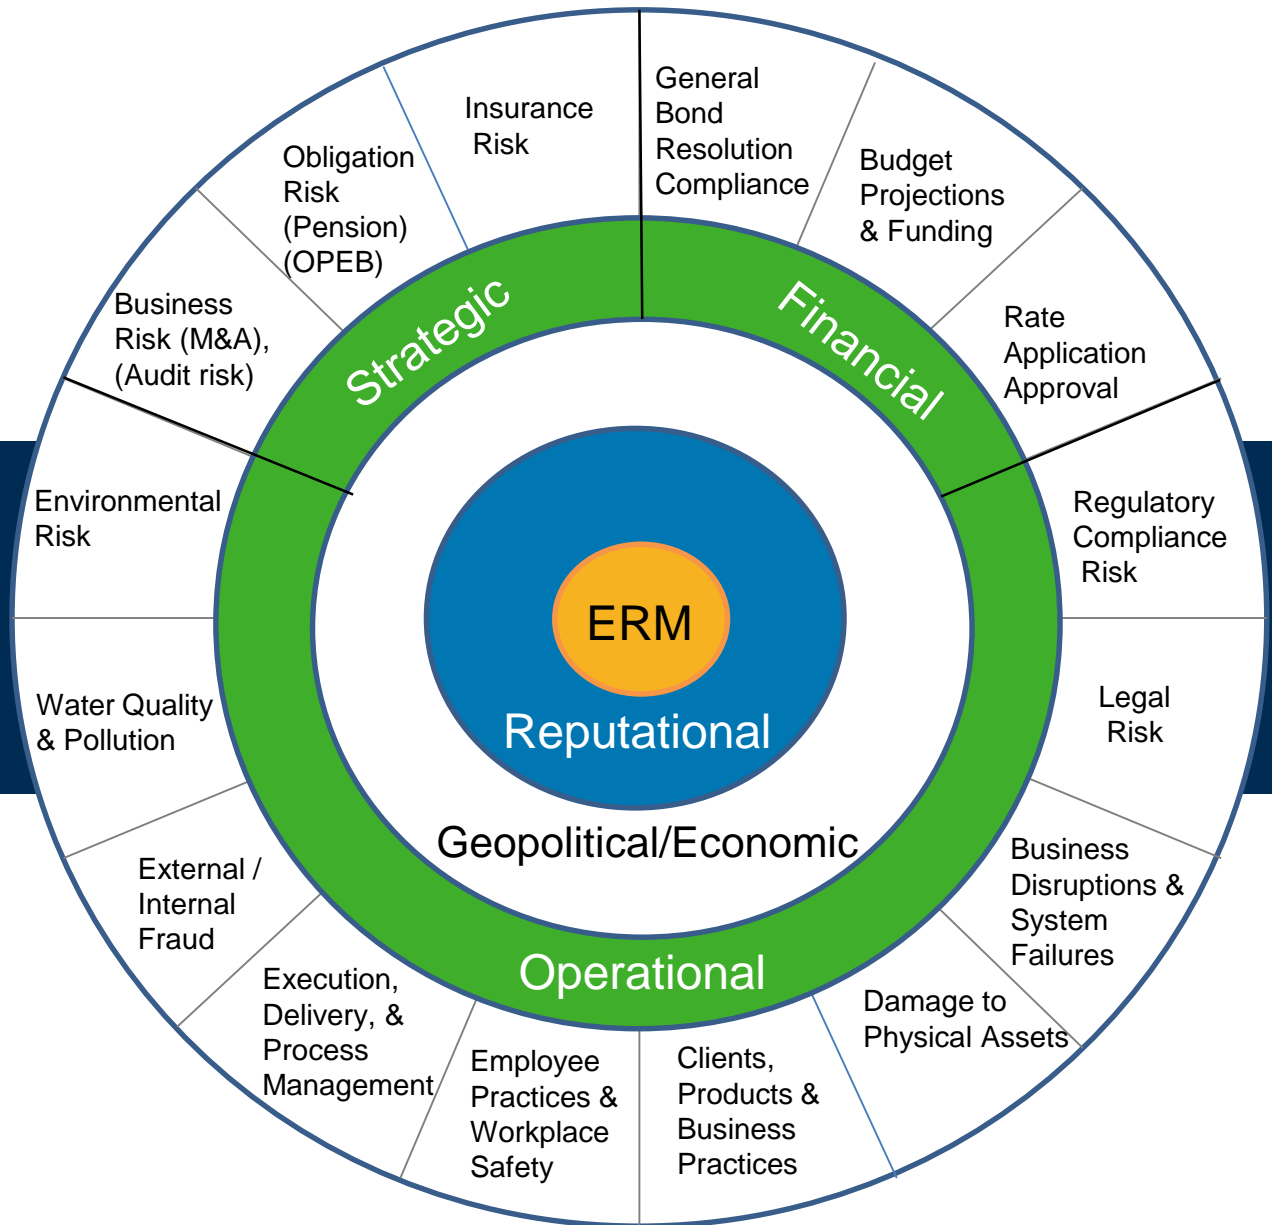 General
Bond
Resolution
Compliance
Budget
Projections
& Funding
Rate
Application
Approval
Regulatory
Compliance
Risk
Legal
Risk
Business
Disruptions &
System
Failures
Damage to
Physical Assets
Clients,
Products &
Business
Practices
Employee
Practices &
Workplace
Safety
Execution,
Delivery, &
Process
Management
External /
Internal
Fraud
Water Quality
& Pollution
Environmental
Risk
Business
Risk (M&A),
(Audit risk)
Obligation
Risk
(Pension)
(OPEB)
Insurance
Risk
Strategic
Financial
Operational
ERM
Reputational
Geopolitical/Economic